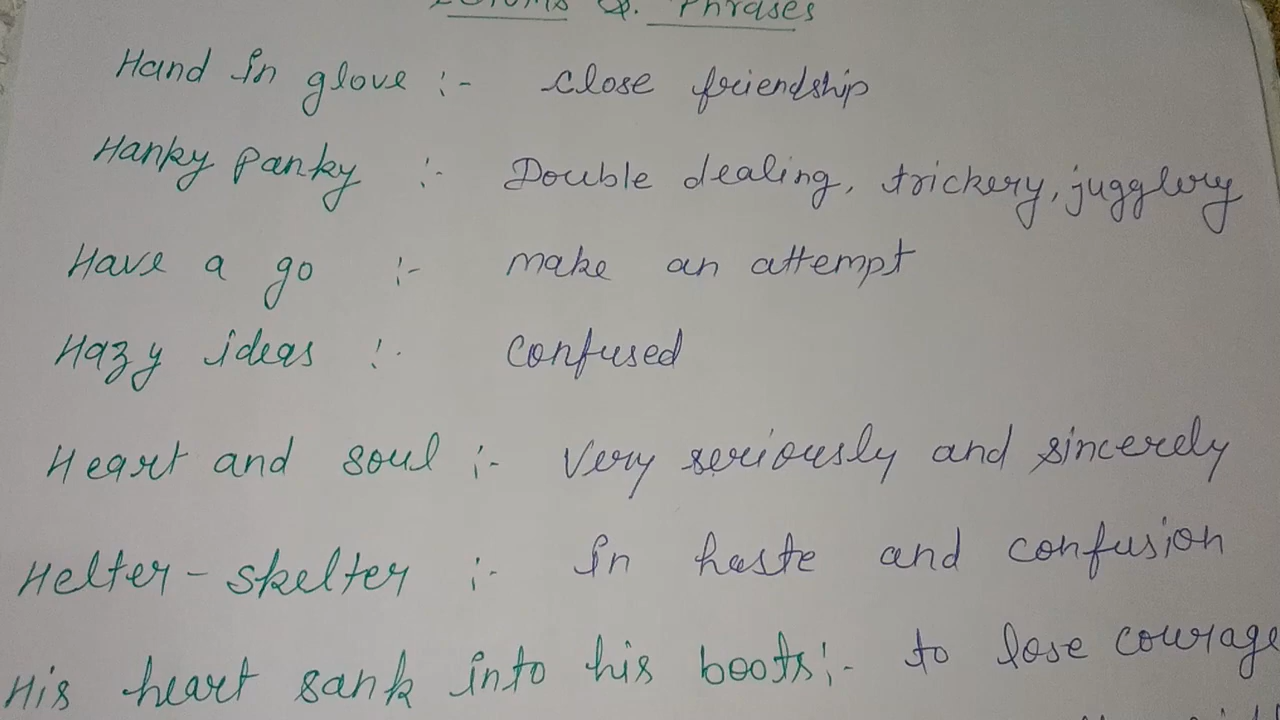 Idioms & Phrases
Hand in glove :- close friendship
Hanky panky :- Double dealing, trickery, jugglery
Have a go :- make an attempt
Hazy ideas :- confused
Heart and soul :- Very seriously and sincerely
Helter-skelter :- In haste and confusion
His heart sank into his boots :- to lose courage